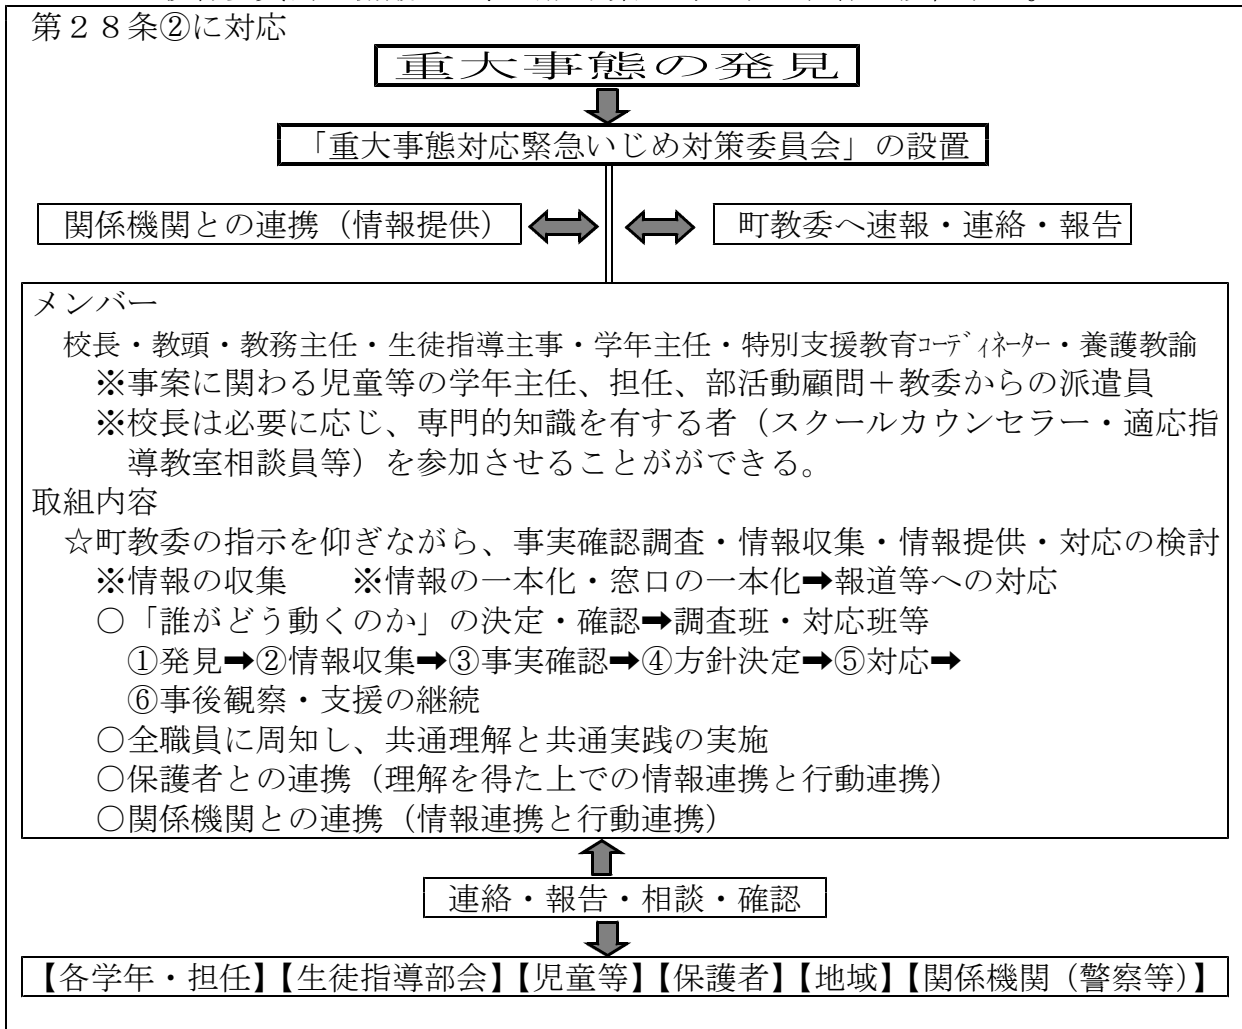 第２８条②に対応
重大事態の発見
「重大事態対応緊急いじめ対策委員会」の設置
関係機関との連携（情報提供）
町教委へ速報・連絡・報告
メンバー
校長・教頭・教務主任・生徒指導主事・学年主任・特別支援教育ｺｰﾃﾞｨﾈｰﾀｰ・養護教諭
※事案に関わる児童等の学年主任、担任、部活動顧問＋教委からの派遣員
※校長は必要に応じ、専門的知識を有する者（スクールカウンセラー・適応指
導教室相談員等）を参加させることがができる。
取組内容
☆町教委の指示を仰ぎながら、事実確認調査・情報収集・情報提供・対応の検討
※情報の収集　　※情報の一本化・窓口の一本化➡報道等への対応
○「誰がどう動くのか」の決定・確認➡調査班・対応班等
①発見➡②情報収集➡③事実確認➡④方針決定➡⑤対応➡
⑥事後観察・支援の継続
○全職員に周知し、共通理解と共通実践の実施
○保護者との連携（理解を得た上での情報連携と行動連携）
○関係機関との連携（情報連携と行動連携）
連絡・報告・相談・確認
【各学年・担任】【生徒指導部会】【児童等】【保護者】【地域】【関係機関（警察等）】